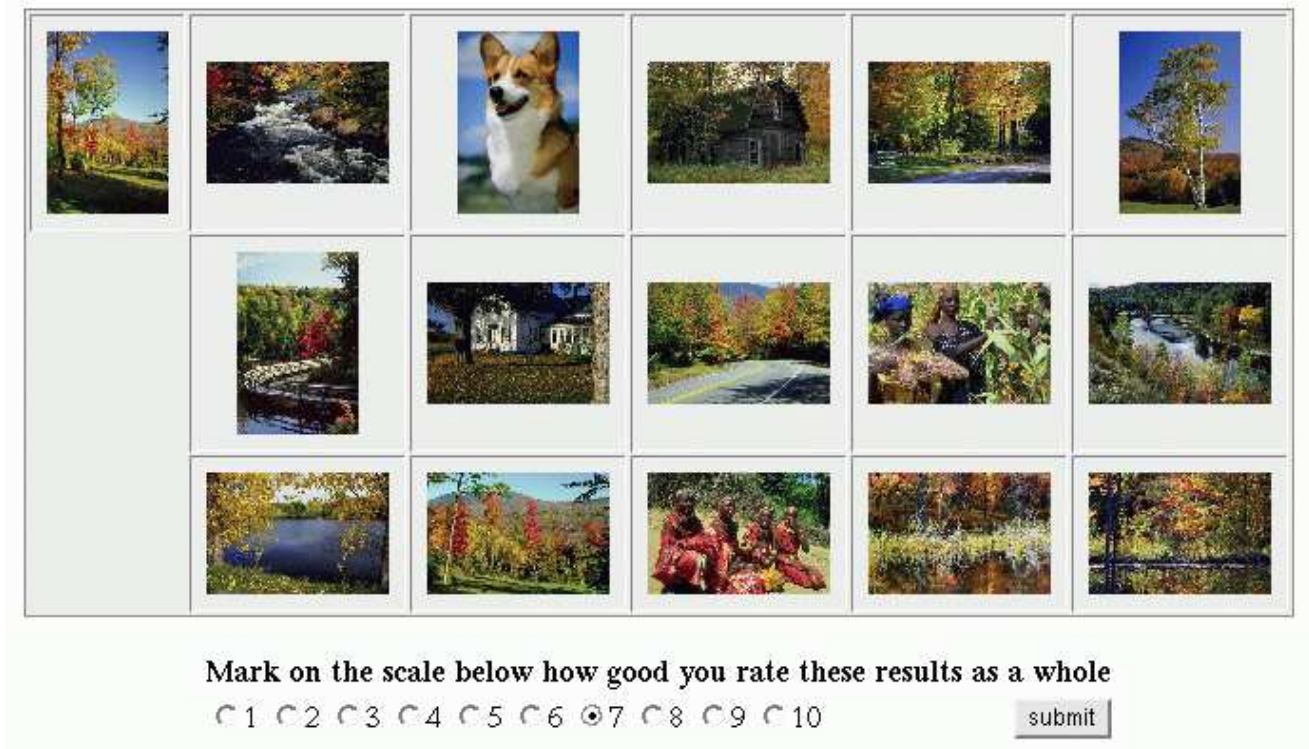 Mark on the scale below how good you rate these results as a whole
1 2 3 4 5 6 7 8 9 10 submit